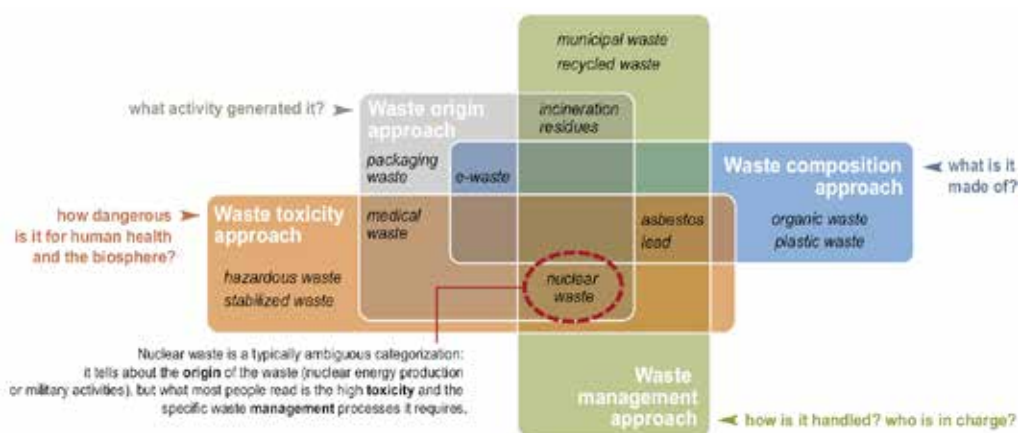 municipal waste
recycled waste
what activity generated it?
Waste origin
approach
incineration
residues
packaging
waste
e-waste
Waste composition
approach
what is it
made of?
how dangerous
is it for human health
and the biosphere?
Waste toxicity
approach
medical
waste
asbestos
lead
organic waste
plastic waste
hazardous waste
stabilized waste
nuclear
waste
Nuclear waste is a typically ambiguous categorization:
it tells about the origin of the waste (nuclear energy production
or military activities), but what most people read is the high toxicity and the
specific waste management processes it requires.
Waste
management
approach
how is it handled? who is in charge?